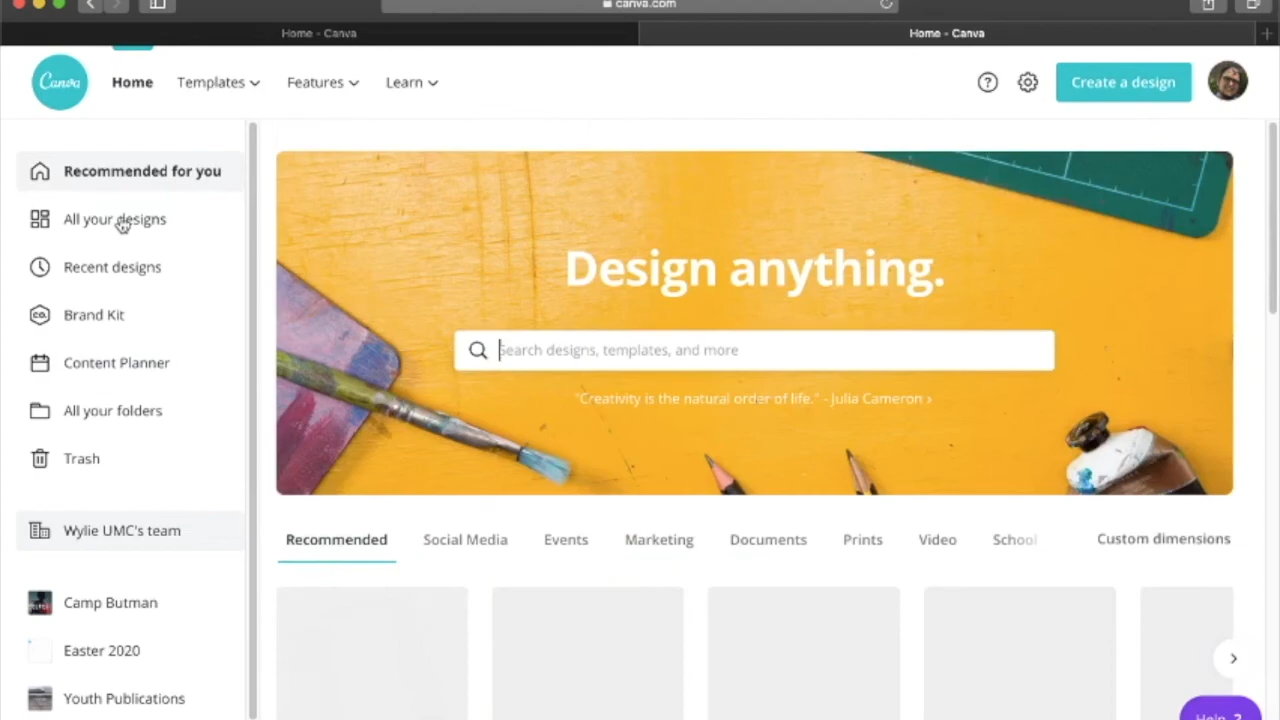 canva.com
Home - Canva
Home - Canva
Canva
Home
Templates
Features
Learn
Create a design
Recommended for you
All your designs
Recent designs
Brand Kit
Content Planner
All your folders
Trash
Wylie UMC's team
Camp Butman
Easter 2020
Youth Publications
Design anything.
Search designs, templates, and more
"Creativity is the natural order of life." - Julia Cameron ›
Recommended
Social Media
Events
Marketing
Documents
Prints
Video
School
Custom dimensions
Help ?